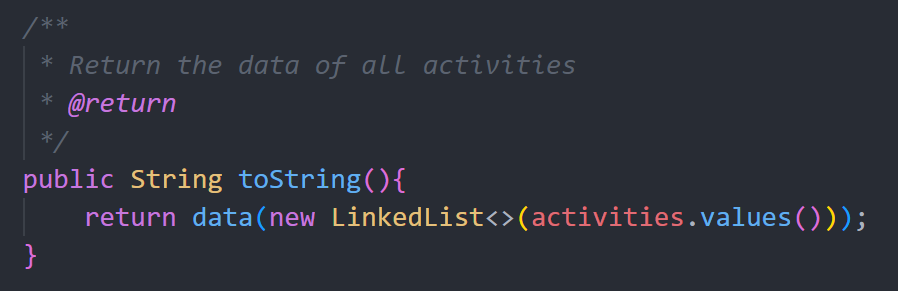 /**
 * Return the data of all activities
 * @return
 */
public String toString(){
    return data(new LinkedList<>(activities.values()));
}